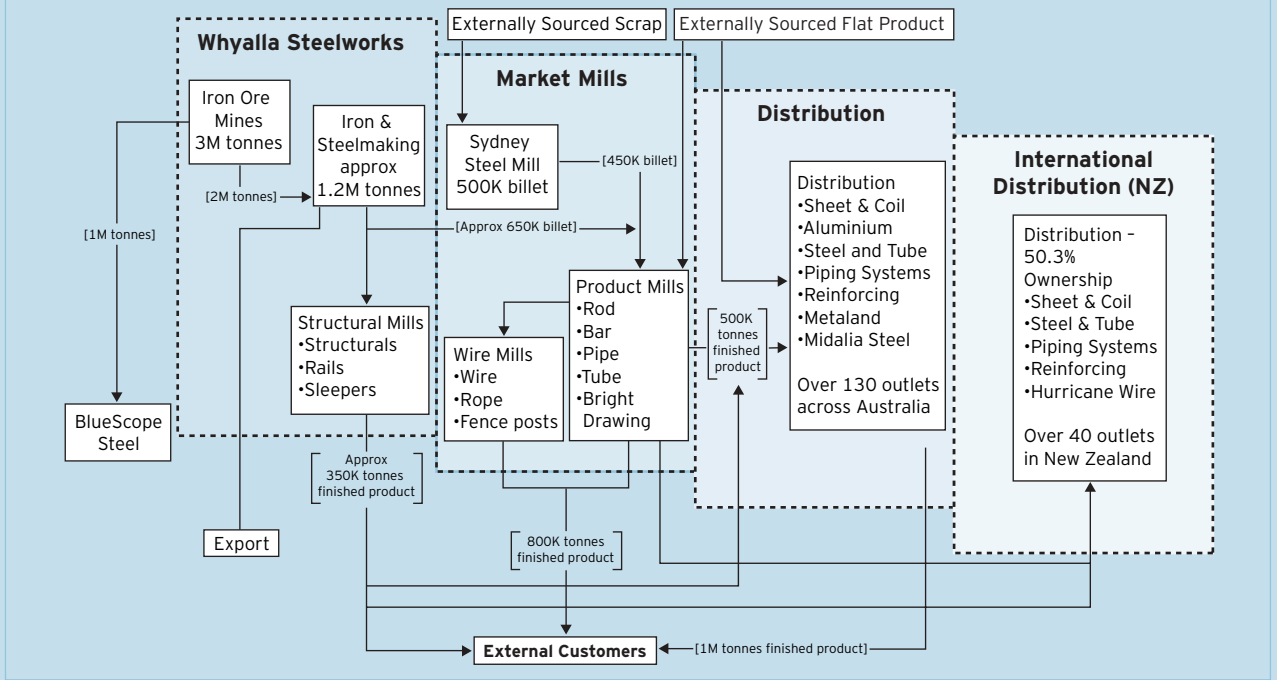 Externally Sourced Scrap
Externally Sourced Flat Product
Whyalla Steelworks
Iron Ore
Mines
3M tonnes
Iron &
Steelmaking
approx
1.2M tonnes
[2M tonnes]
[1M tonnes]
BlueScope
Steel
Structural Mills
•Structurals
•Rails
•Sleepers
Approx
350K tonnes
finished product
Export
Market Mills
Sydney
Steel Mill
500K billet
[450K billet]
[Approx 650K billet]
Product Mills
•Rod
•Bar
•Pipe
•Tube
•Bright
Drawing
Wire Mills
•Wire
•Rope
•Fence posts
800K tonnes
finished product
500K
tonnes
finished
product
Distribution
Distribution
•Sheet & Coil
•Aluminium
•Steel and Tube
•Piping Systems
•Reinforcing
•Metaland
•Midalia Steel
Over 130 outlets
across Australia
International
Distribution (NZ)
Distribution –
50.3%
Ownership
•Sheet & Coil
•Steel & Tube
•Piping Systems
•Reinforcing
•Hurricane Wire
Over 40 outlets
in New Zealand
External Customers
[1M tonnes finished product]